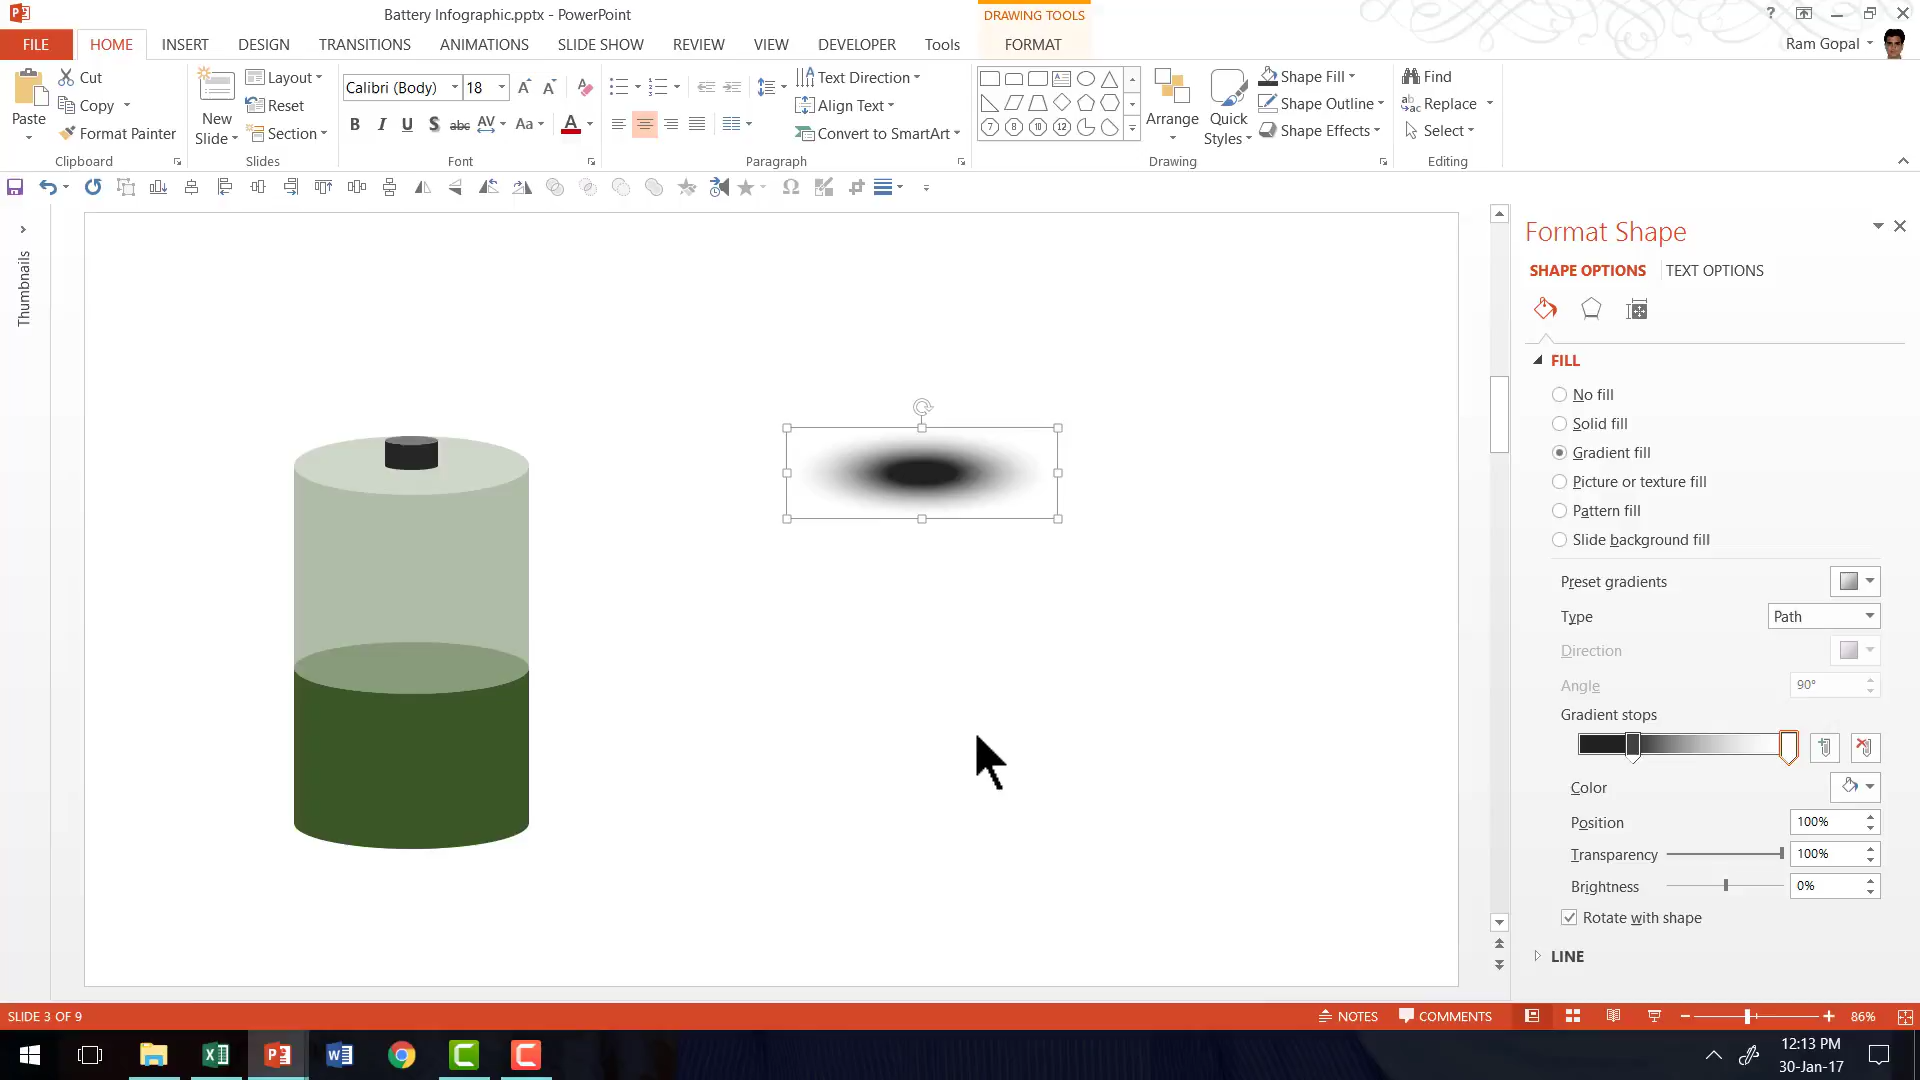 Battery Infographic.pptx - PowerPoint
DRAWING TOOLS
?
FILE
HOME
INSERT
DESIGN
TRANSITIONS
ANIMATIONS
SLIDE SHOW
REVIEW
VIEW
DEVELOPER
Tools
FORMAT
Ram Gopal
Paste
Cut
Copy
Format Painter
Clipboard
New
Slide
Layout
Reset
Section
Slides
Calibri (Body)
18
B I U S abc AV Aa A
Font
Text Direction
Align Text
Convert to SmartArt
Paragraph
Arrange
Quick
Styles
Shape Fill
Shape Outline
Shape Effects
Drawing
Find
Replace
Select
Editing
Thumbnails
Format Shape
SHAPE OPTIONS
TEXT OPTIONS
FILL
No fill
Solid fill
Gradient fill
Picture or texture fill
Pattern fill
Slide background fill
Preset gradients
Type
Path
Direction
Angle
90°
Gradient stops
Color
Position
100%
Transparency
100%
Brightness
0%
Rotate with shape
LINE
SLIDE 3 OF 9
NOTES
COMMENTS
86%
12:13 PM
30-Jan-17